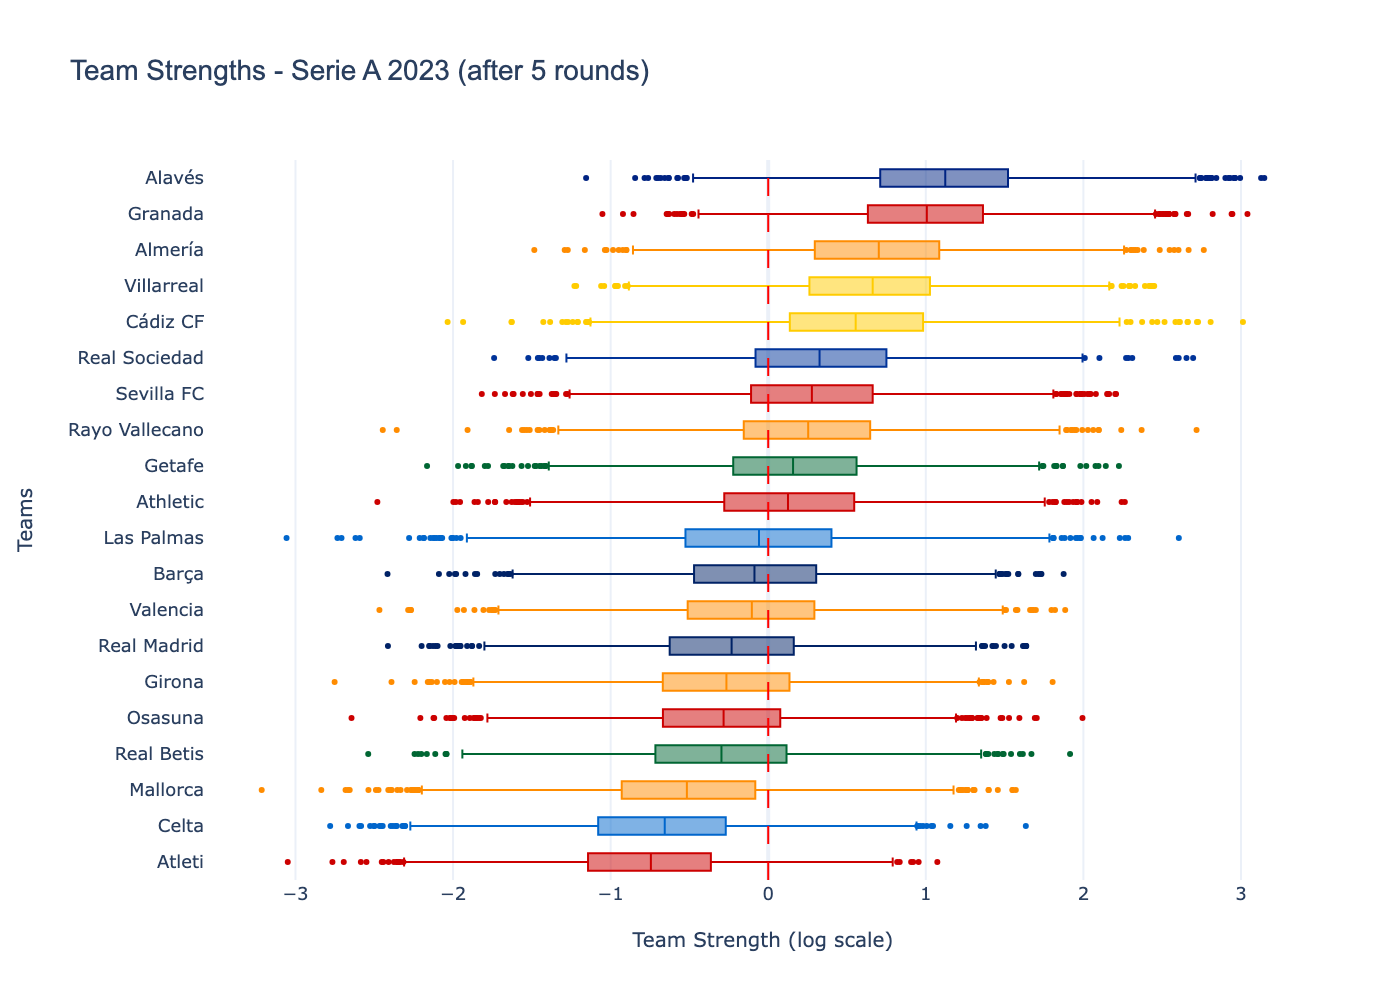 Team Strengths - Serie A 2023 (after 5 rounds)
Teams
Alavés
Granada
Almería
Villarreal
Cádiz CF
Real Sociedad
Sevilla FC
Rayo Vallecano
Getafe
Athletic
Las Palmas
Barça
Valencia
Real Madrid
Girona
Osasuna
Real Betis
Mallorca
Celta
Atleti
−3 −2 −1 0 1 2 3
Team Strength (log scale)